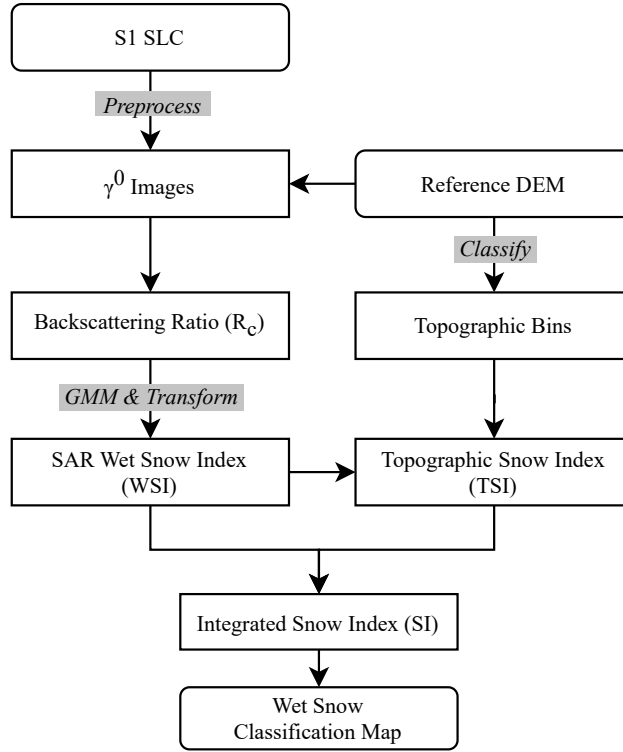 S1 SLC
Preprocess
γ⁰ Images
Reference DEM
Classify
Backscattering Ratio (R_c)
Topographic Bins
GMM & Transform
SAR Wet Snow Index
(WSI)
Topographic Snow Index
(TSI)
Integrated Snow Index (SI)
Wet Snow
Classification Map